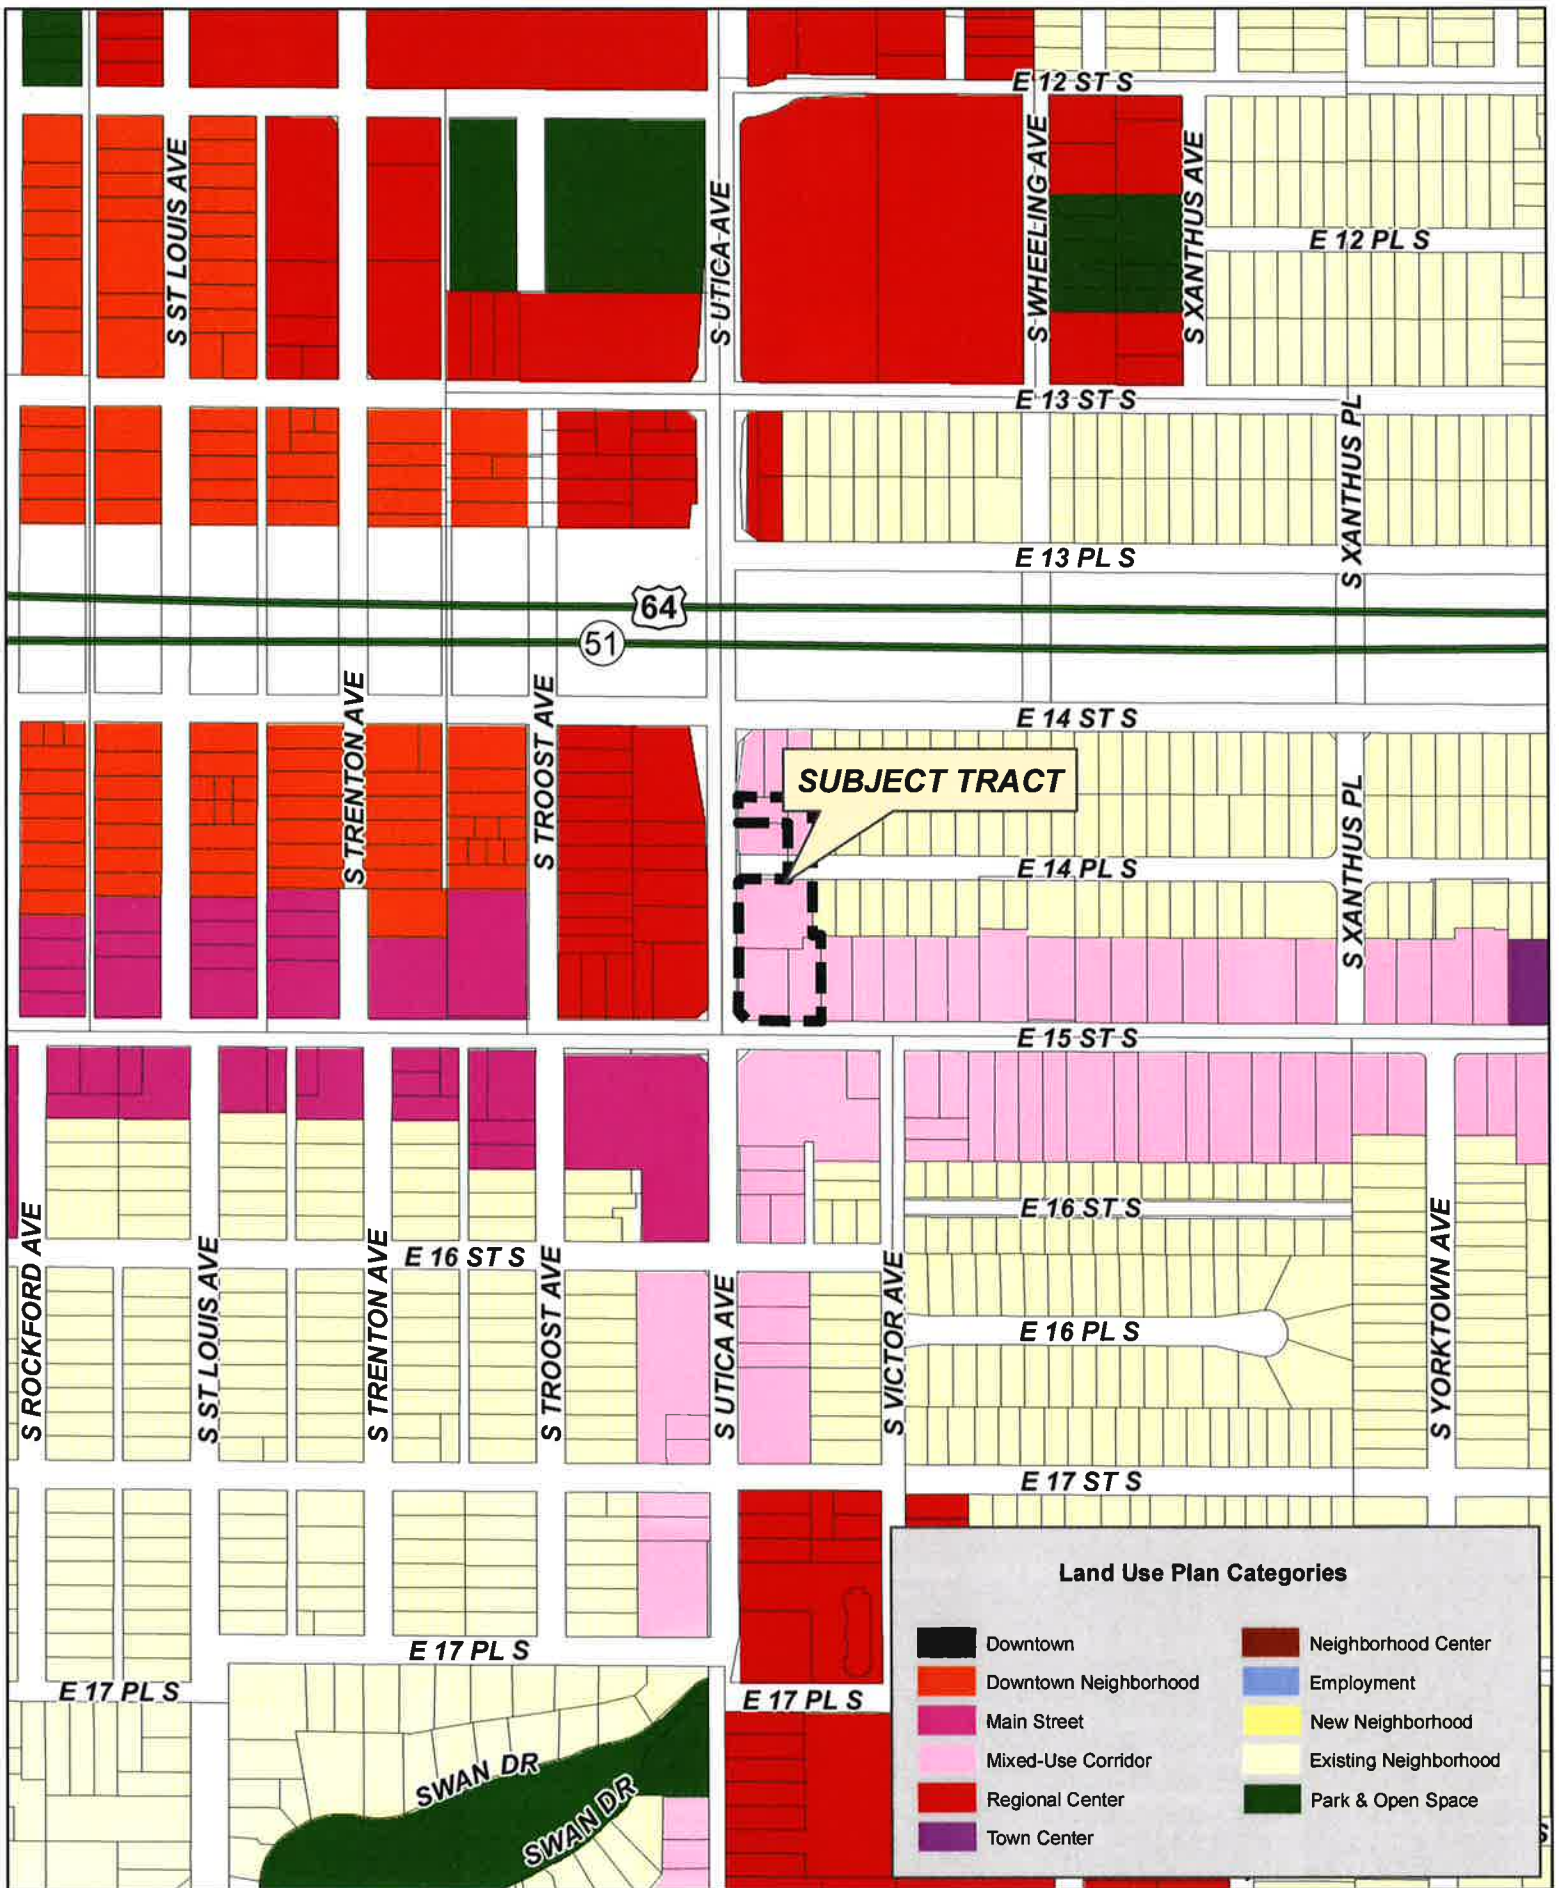 E 12 ST S
S ST LOUIS AVE
S UTICA AVE
S WHEELING AVE
S XANTHUS AVE
E 12 PL S
E 13 ST S
S XANTHUS PL
E 13 PL S
64
51
S TRENTON AVE
S TROOST AVE
E 14 ST S
SUBJECT TRACT
E 14 PL S
S XANTHUS PL
E 15 ST S
S ROCKFORD AVE
S ST LOUIS AVE
S TRENTON AVE
E 16 ST S
S TROOST AVE
S UTICA AVE
S VICTOR AVE
E 16 ST S
E 16 PL S
S YORKTOWN AVE
E 17 ST S
E 17 PL S
E 17 PL S
E 17 PL S
SWAN DR
SWAN DR
Land Use Plan Categories
Downtown
Downtown Neighborhood
Main Street
Mixed-Use Corridor
Regional Center
Town Center
Neighborhood Center
Employment
New Neighborhood
Existing Neighborhood
Park & Open Space